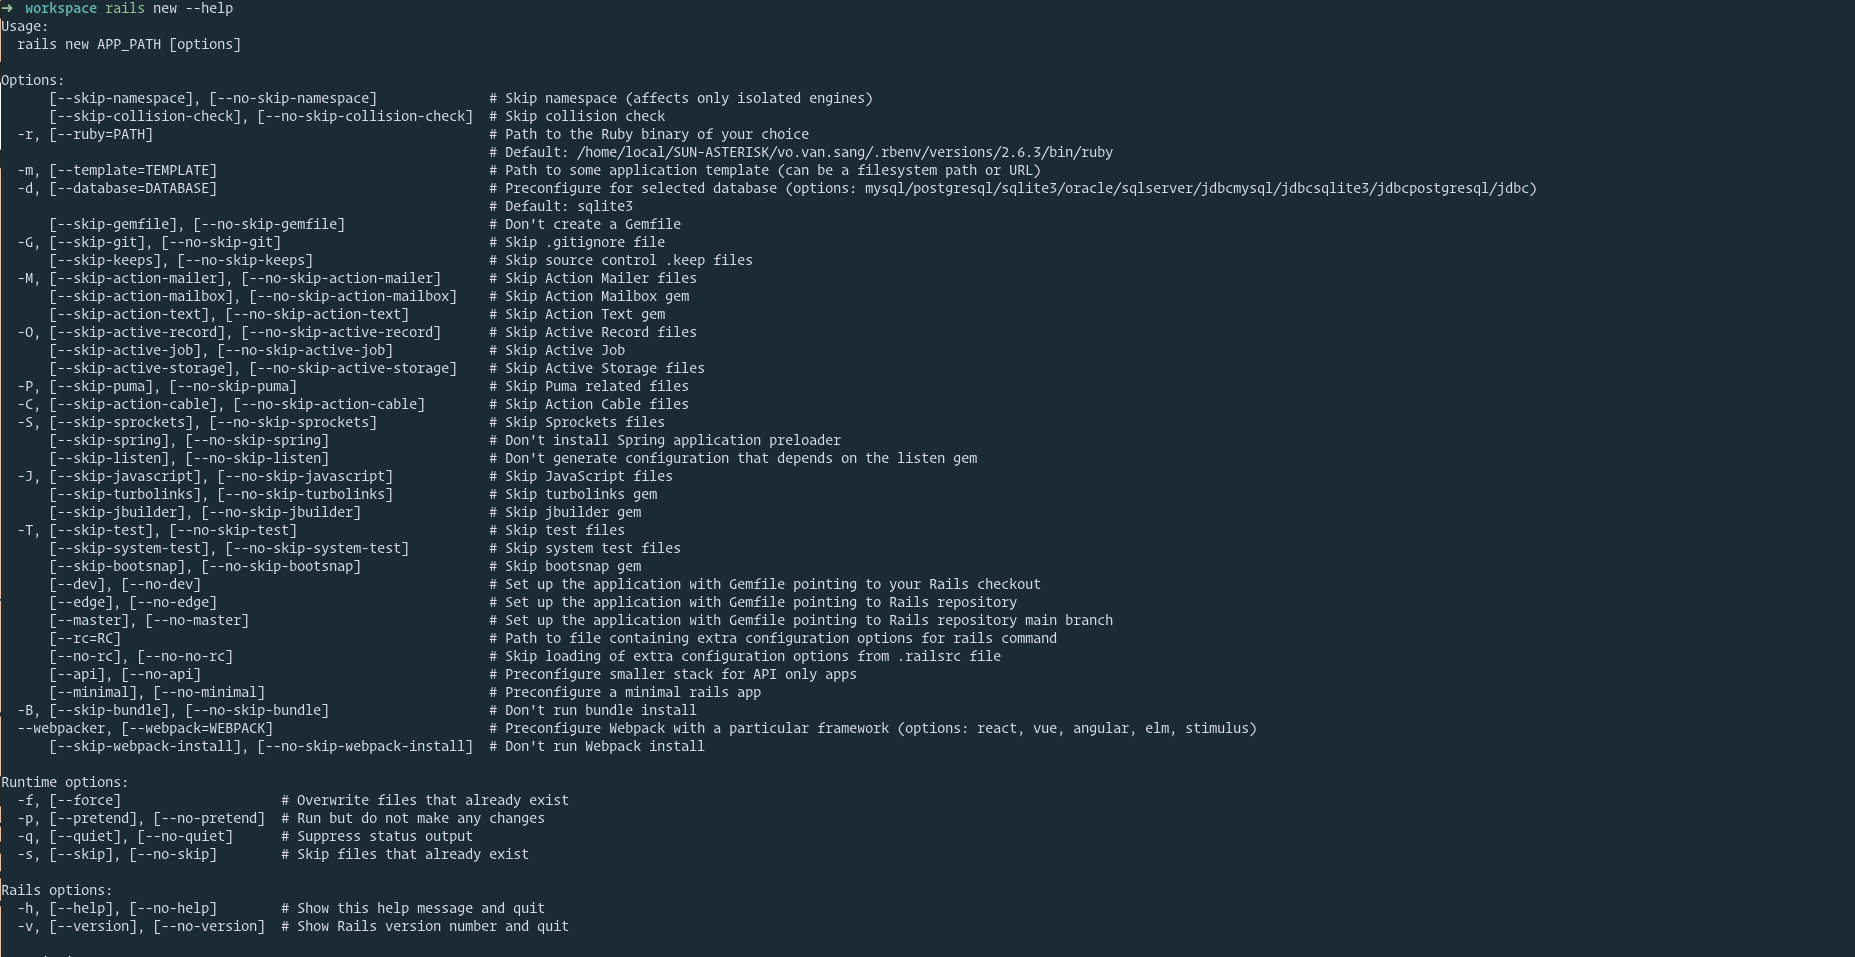 ➜ workspace rails new --help
Usage:
  rails new APP_PATH [options]

Options:
      [--skip-namespace], [--no-skip-namespace]              # Skip namespace (affects only isolated engines)
      [--skip-collision-check], [--no-skip-collision-check]  # Skip collision check
  -r, [--ruby=PATH]                                          # Path to the Ruby binary of your choice
                                                             # Default: /home/local/SUN-ASTERISK/vo.van.sang/.rbenv/versions/2.6.3/bin/ruby
  -m, [--template=TEMPLATE]                                  # Path to some application template (can be a filesystem path or URL)
  -d, [--database=DATABASE]                                  # Preconfigure for selected database (options: mysql/postgresql/sqlite3/oracle/sqlserver/jdbcmysql/jdbcsqlite3/jdbcpostgresql/jdbc)
                                                             # Default: sqlite3
      [--skip-gemfile], [--no-skip-gemfile]                  # Don't create a Gemfile
  -G, [--skip-git], [--no-skip-git]                          # Skip .gitignore file
      [--skip-keeps], [--no-skip-keeps]                      # Skip source control .keep files
  -M, [--skip-action-mailer], [--no-skip-action-mailer]      # Skip Action Mailer files
      [--skip-action-mailbox], [--no-skip-action-mailbox]    # Skip Action Mailbox gem
      [--skip-action-text], [--no-skip-action-text]          # Skip Action Text gem
  -O, [--skip-active-record], [--no-skip-active-record]      # Skip Active Record files
      [--skip-active-job], [--no-skip-active-job]            # Skip Active Job
      [--skip-active-storage], [--no-skip-active-storage]    # Skip Active Storage files
  -P, [--skip-puma], [--no-skip-puma]                        # Skip Puma related files
  -C, [--skip-action-cable], [--no-skip-action-cable]        # Skip Action Cable files
  -S, [--skip-sprockets], [--no-skip-sprockets]              # Skip Sprockets files
      [--skip-spring], [--no-skip-spring]                    # Don't install Spring application preloader
      [--skip-listen], [--no-skip-listen]                    # Don't generate configuration that depends on the listen gem
  -J, [--skip-javascript], [--no-skip-javascript]            # Skip JavaScript files
      [--skip-turbolinks], [--no-skip-turbolinks]            # Skip turbolinks gem
      [--skip-jbuilder], [--no-skip-jbuilder]                # Skip jbuilder gem
  -T, [--skip-test], [--no-skip-test]                        # Skip test files
      [--skip-system-test], [--no-skip-system-test]          # Skip system test files
      [--skip-bootsnap], [--no-skip-bootsnap]                # Skip bootsnap gem
      [--dev], [--no-dev]                                    # Set up the application with Gemfile pointing to your Rails checkout
      [--edge], [--no-edge]                                  # Set up the application with Gemfile pointing to Rails repository
      [--master], [--no-master]                              # Set up the application with Gemfile pointing to Rails repository main branch
      [--rc=RC]                                              # Path to file containing extra configuration options for rails command
      [--no-rc], [--no-no-rc]                                # Skip loading of extra configuration options from .railsrc file
      [--api], [--no-api]                                    # Preconfigure smaller stack for API only apps
      [--minimal], [--no-minimal]                            # Preconfigure a minimal rails app
  -B, [--skip-bundle], [--no-skip-bundle]                    # Don't run bundle install
  --webpacker, [--webpack=WEBPACK]                           # Preconfigure Webpack with a particular framework (options: react, vue, angular, elm, stimulus)
      [--skip-webpack-install], [--no-skip-webpack-install]  # Don't run Webpack install

Runtime options:
  -f, [--force]                    # Overwrite files that already exist
  -p, [--pretend], [--no-pretend]  # Run but do not make any changes
  -q, [--quiet], [--no-quiet]      # Suppress status output
  -s, [--skip], [--no-skip]        # Skip files that already exist

Rails options:
  -h, [--help], [--no-help]        # Show this help message and quit
  -v, [--version], [--no-version]  # Show Rails version number and quit